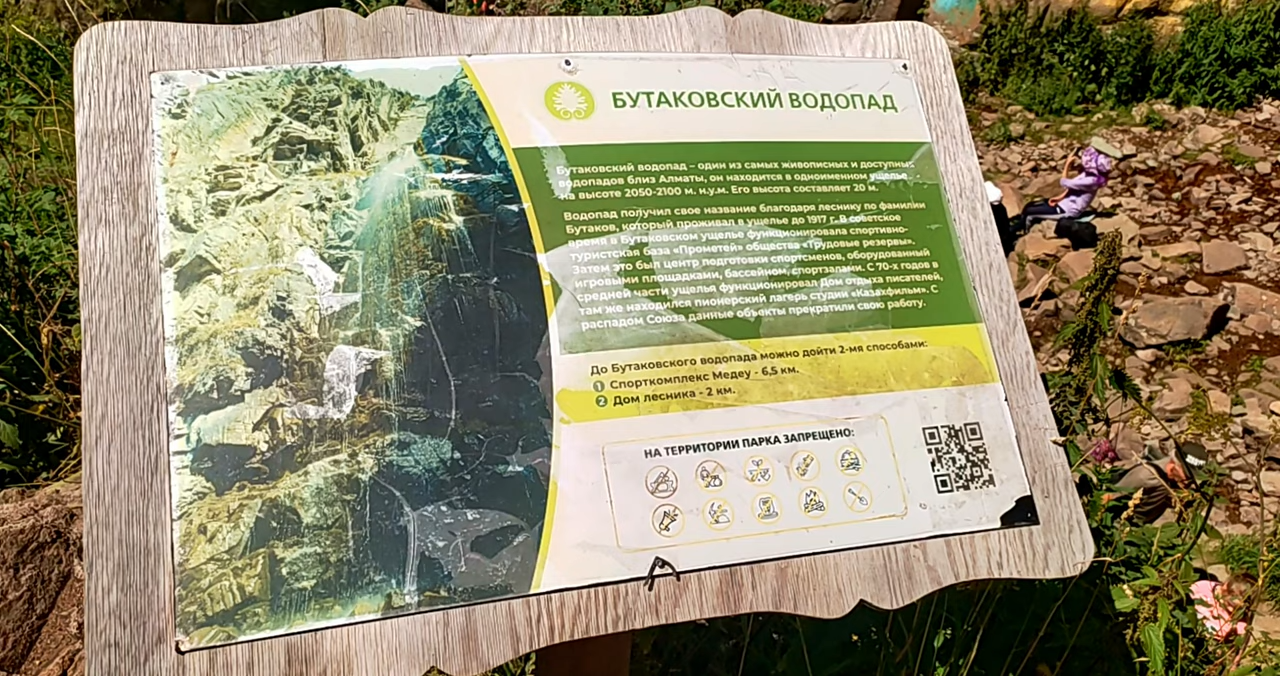 БУТАКОВСКИЙ ВОДОПАД
Бутаковский водопад – один из самых живописных и доступных
водопадов близ Алматы, он находится в одноименном ущелье
на высоте 2050-2100 м. н.у.м. Его высота составляет 20 м.
Водопад получил свое название благодаря леснику по фамилии
Бутаков, который проживал в ущелье до 1917 г. В советское
время в Бутаковском ущелье функционировала спортивно-
туристская база «Прометей» общества «Трудовые резервы».
Затем это был центр подготовки спортсменов, оборудованный
игровыми площадками, бассейном, спортзалами. С 70-х годов в
средней части ущелья функционировал Дом отдыха писателей,
там же находился пионерский лагерь студии «Казахфильм». С
распадом Союза данные объекты прекратили свою работу.
До Бутаковского водопада можно дойти 2-мя способами:
1 Спорткомплекс Медеу - 6,5 км.
2 Дом лесника - 2 км.
НА ТЕРРИТОРИИ ПАРКА ЗАПРЕЩЕНО: